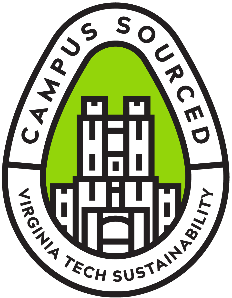 CAMPUS SOURCED
VIRGINIA TECH SUSTAINABILITY